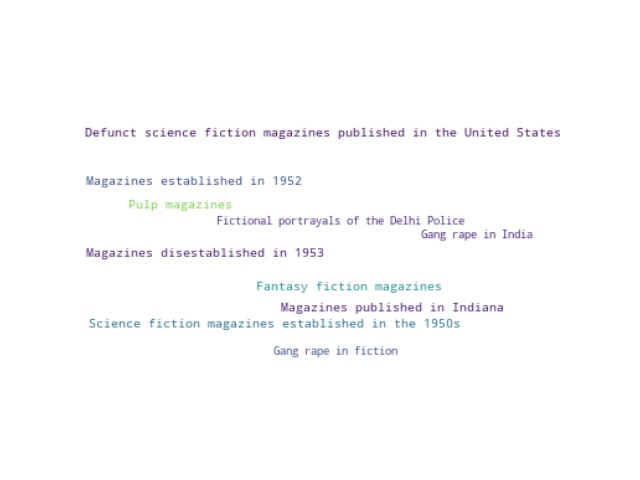 Defunct science fiction magazines published in the United States
Magazines established in 1952
Pulp magazines
Fictional portrayals of the Delhi Police
Gang rape in India
Magazines disestablished in 1953
Fantasy fiction magazines
Magazines published in Indiana
Science fiction magazines established in the 1950s
Gang rape in fiction